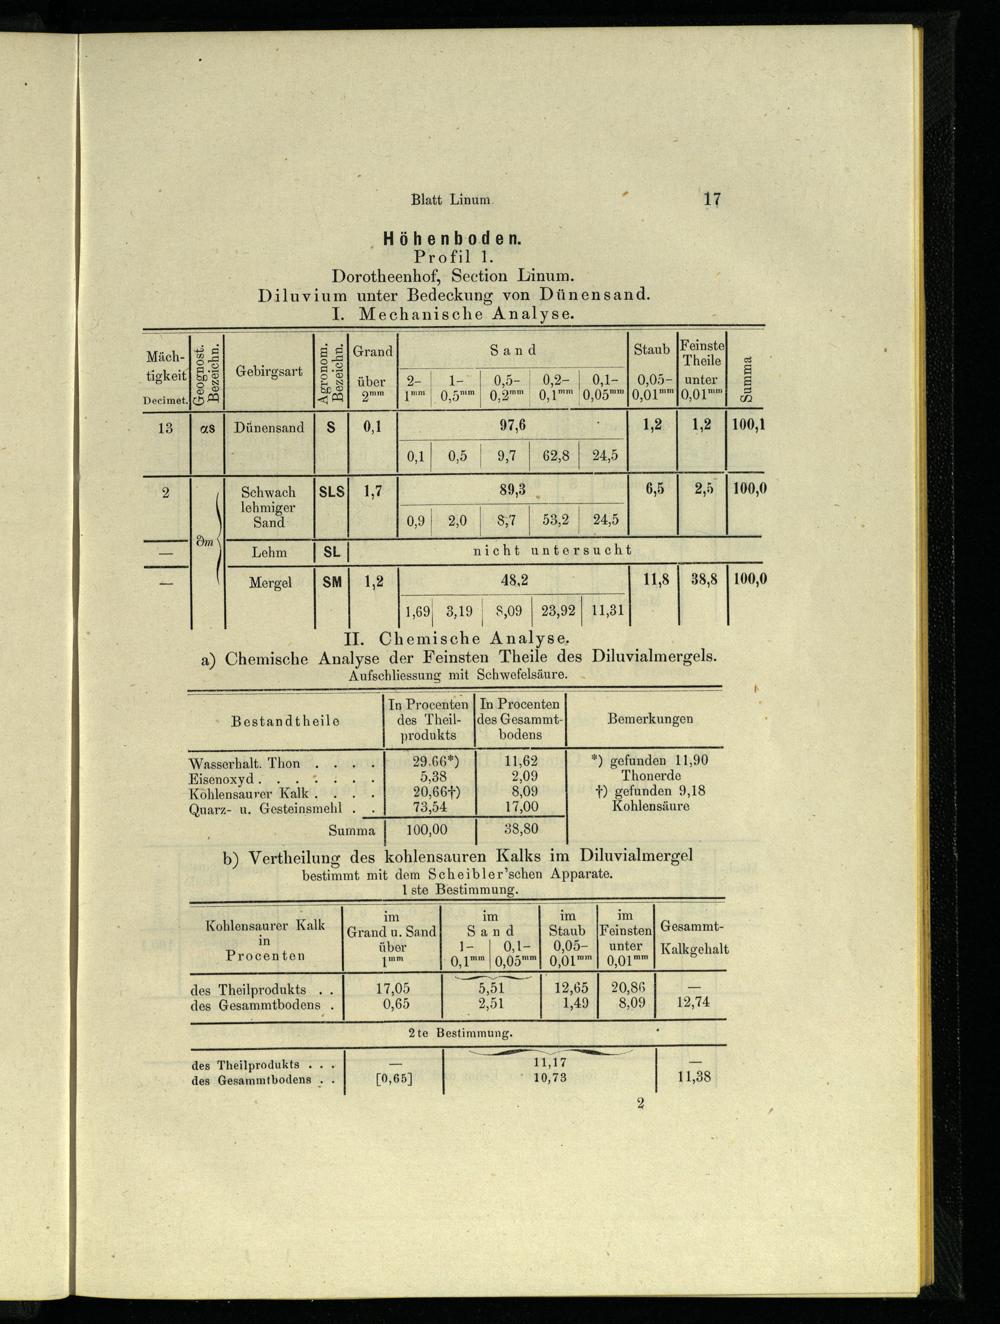 Blatt Linum. 17
Höhenboden.
Profil 1.
Dorotheenhof, Section Linum.
Diluvium unter Bedeckung von Dünensand.
I. Mechanische Analyse.
Mäch-
tigkeit
Decimet.
Geognost.
Bezeichn.
Gebirgsart
Agronom.
Bezeichn.
Grand
über
2mm
Sand
2-
1mm
1-
0,5mm
0,5-
0,2mm
0,2-
0,1mm
0,1-
0,05mm
Staub
0,05-
0,01mm
Feinste
Theile
unter
0,01mm
Summa
13 αs Dünensand S 0,1 97,6 1,2 1,2 100,1
0,1 0,5 9,7 62,8 24,5
2 Schwach SLS 1,7 89,3 6,5 2,5 100,0
lehmiger
Sand 0,9 2,0 8,7 53,2 24,5
∂m
— Lehm SL nicht untersucht
— Mergel SM 1,2 48,2 11,8 38,8 100,0
1,69 3,19 8,09 23,92 11,31
II. Chemische Analyse.
a) Chemische Analyse der Feinsten Theile des Diluvialmergels.
Aufschliessung mit Schwefelsäure.
Bestandtheile
In Procenten
des Theil-
produkts
In Procenten
des Gesammt-
bodens
Bemerkungen
Wasserhalt. Thon . . . . 29.66*) 11,62 *) gefunden 11,90
Eisenoxyd . . . . . . . 5,38 2,09 Thonerde
Kohlensaurer Kalk . . . . 20,66†) 8,09 †) gefunden 9,18
Quarz- u. Gesteinsmehl . . 73,54 17,00 Kohlensäure
Summa 100,00 38,80
b) Vertheilung des kohlensauren Kalks im Diluvialmergel
bestimmt mit dem Scheibler'schen Apparate.
1 ste Bestimmung.
Kohlensaurer Kalk
in
Procenten
im
Grand u. Sand
über
1mm
im
Sand
1-
0,1mm
0,1-
0,05mm
im
Staub
0,05-
0,01mm
im
Feinsten
unter
0,01mm
Gesammt-
Kalkgehalt
des Theilprodukts . . 17,05 5,51 12,65 20,86 —
des Gesammtbodens . 0,65 2,51 1,49 8,09 12,74
2 te Bestimmung.
des Theilprodukts . . . — 11,17 —
des Gesammtbodens . . [0,65] 10,73 11,38
2